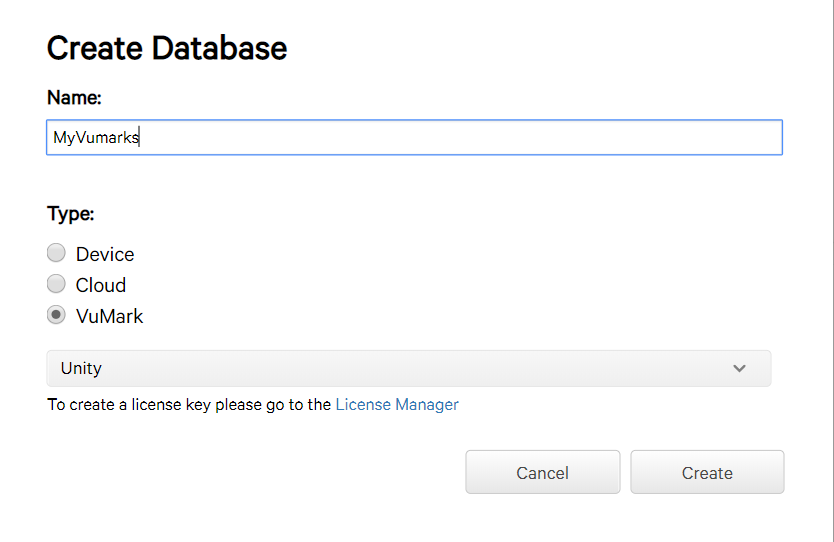 Create Database
Name:
MyVumarks
Type:
Device
Cloud
VuMark
Unity
To create a license key please go to the License Manager
Cancel
Create